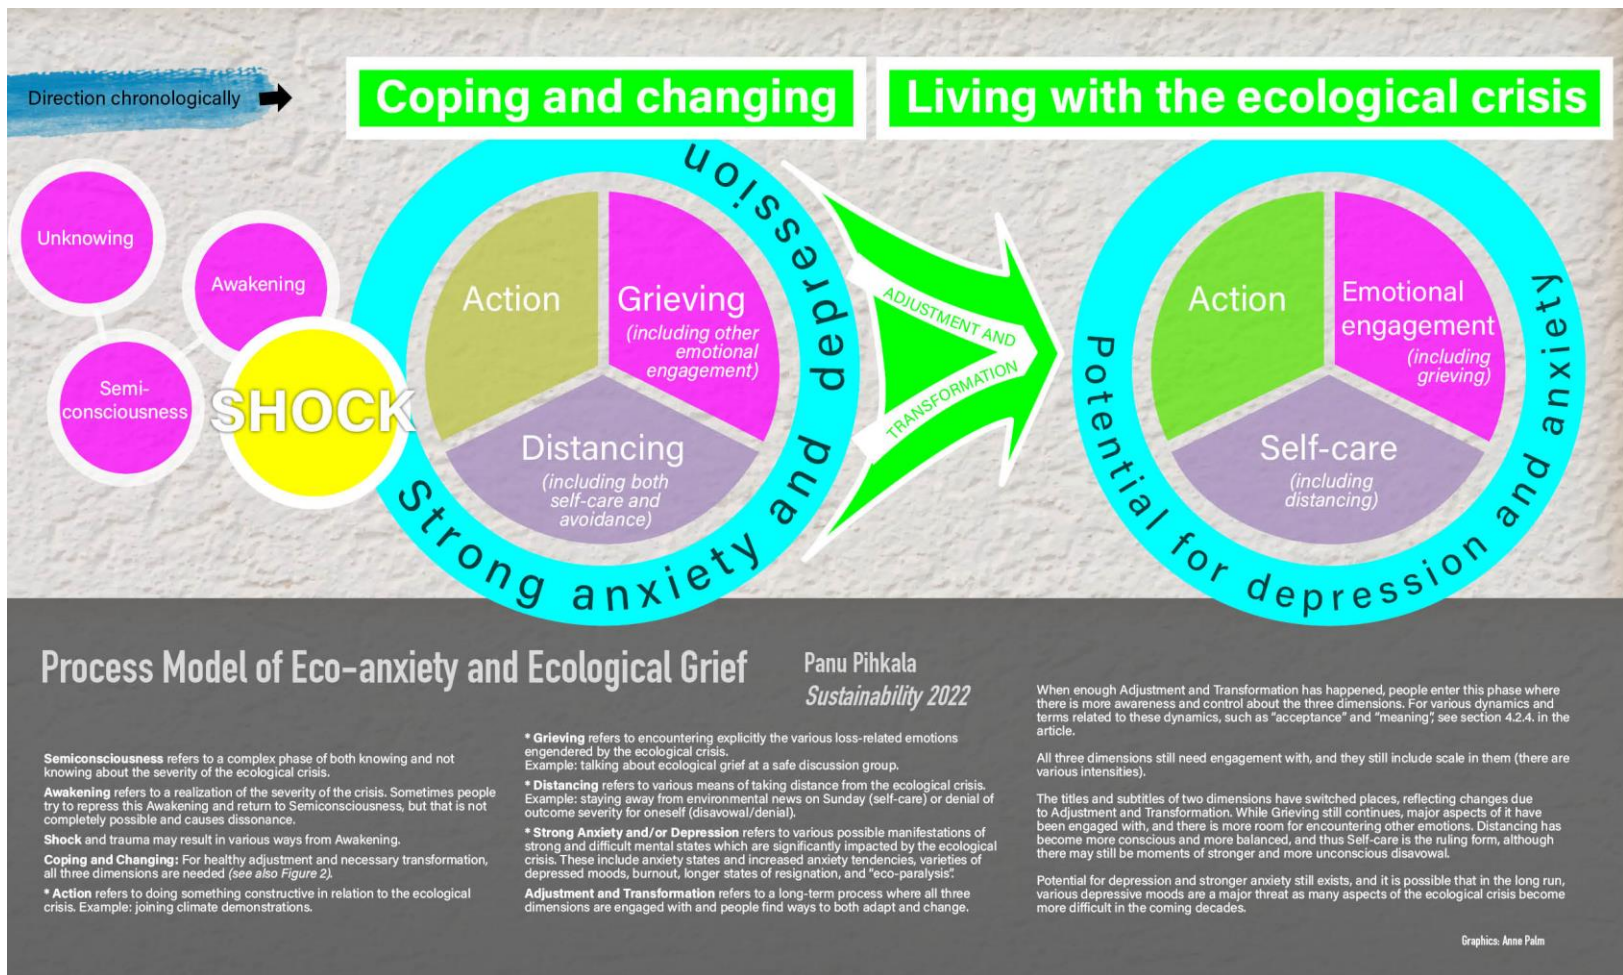 Direction chronologically
Coping and changing
Living with the ecological crisis
Unknowing
Awakening
Semi-
consciousness
SHOCK
Action
Grieving
(including other
emotional
engagement)
Distancing
(including both
self-care and
avoidance)
Strong anxiety and depression
ADJUSTMENT AND
TRANSFORMATION
Action
Emotional
engagement
(including
grieving)
Self-care
(including
distancing)
Potential for depression and anxiety
Process Model of Eco-anxiety and Ecological Grief
Panu Pihkala
Sustainability 2022
Semiconsciousness refers to a complex phase of both knowing and not
knowing about the severity of the ecological crisis.
Awakening refers to a realization of the severity of the crisis. Sometimes people
try to repress this Awakening and return to Semiconsciousness, but that is not
completely possible and causes dissonance.
Shock and trauma may result in various ways from Awakening.
Coping and Changing: For healthy adjustment and necessary transformation,
all three dimensions are needed (see also Figure 2).
* Action refers to doing something constructive in relation to the ecological
crisis. Example: joining climate demonstrations.
* Grieving refers to encountering explicitly the various loss-related emotions
engendered by the ecological crisis.
Example: talking about ecological grief at a safe discussion group.
* Distancing refers to various means of taking distance from the ecological crisis.
Example: staying away from environmental news on Sunday (self-care) or denial of
outcome severity for oneself (disavowal/denial).
* Strong Anxiety and/or Depression refers to various possible manifestations of
strong and difficult mental states which are significantly impacted by the ecological
crisis. These include anxiety states and increased anxiety tendencies, varieties of
depressed moods, burnout, longer states of resignation, and "eco-paralysis".
Adjustment and Transformation refers to a long-term process where all three
dimensions are engaged with and people find ways to both adapt and change.
When enough Adjustment and Transformation has happened, people enter this phase where
there is more awareness and control about the three dimensions. For various dynamics and
terms related to these dynamics, such as "acceptance" and "meaning", see section 4.2.4. in the
article.
All three dimensions still need engagement with, and they still include scale in them (there are
various intensities).
The titles and subtitles of two dimensions have switched places, reflecting changes due
to Adjustment and Transformation. While Grieving still continues, major aspects of it have
been engaged with, and there is more room for encountering other emotions. Distancing has
become more conscious and more balanced, and thus Self-care is the ruling form, although
there may still be moments of stronger and more unconscious disavowal.
Potential for depression and stronger anxiety still exists, and it is possible that in the long run,
various depressive moods are a major threat as many aspects of the ecological crisis become
more difficult in the coming decades.
Graphics: Anne Palm